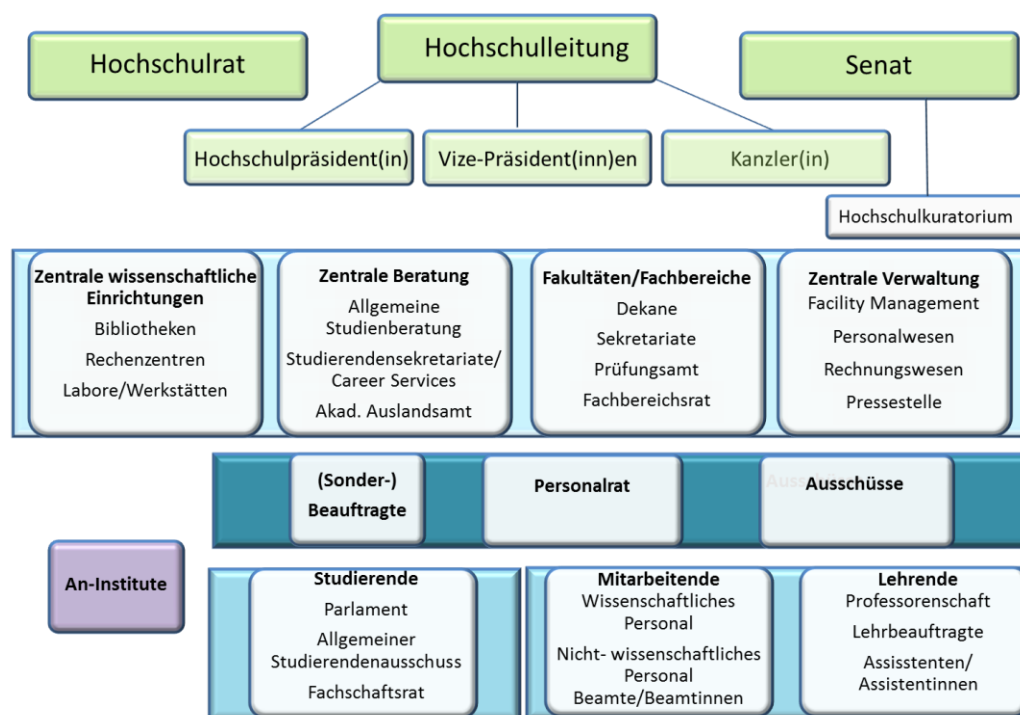 Hochschulrat
Hochschulleitung
Senat
Hochschulpräsident(in)
Vize-Präsident(inn)en
Kanzler(in)
Hochschulkuratorium
Zentrale wissenschaftliche
Einrichtungen
Bibliotheken
Rechenzentren
Labore/Werkstätten
Zentrale Beratung
Allgemeine
Studienberatung
Studierendensekretariate/
Career Services
Akad. Auslandsamt
Fakultäten/Fachbereiche
Dekane
Sekretariate
Prüfungsamt
Fachbereichsrat
Zentrale Verwaltung
Facility Management
Personalwesen
Rechnungswesen
Pressestelle
(Sonder-)
Beauftragte
Personalrat
Ausschüsse
An-Institute
Studierende
Parlament
Allgemeiner
Studierendenausschuss
Fachschaftsrat
Mitarbeitende
Wissenschaftliches
Personal
Nicht- wissenschaftliches
Personal
Beamte/Beamtinnen
Lehrende
Professorenschaft
Lehrbeauftragte
Assisstenten/
Assistentinnen